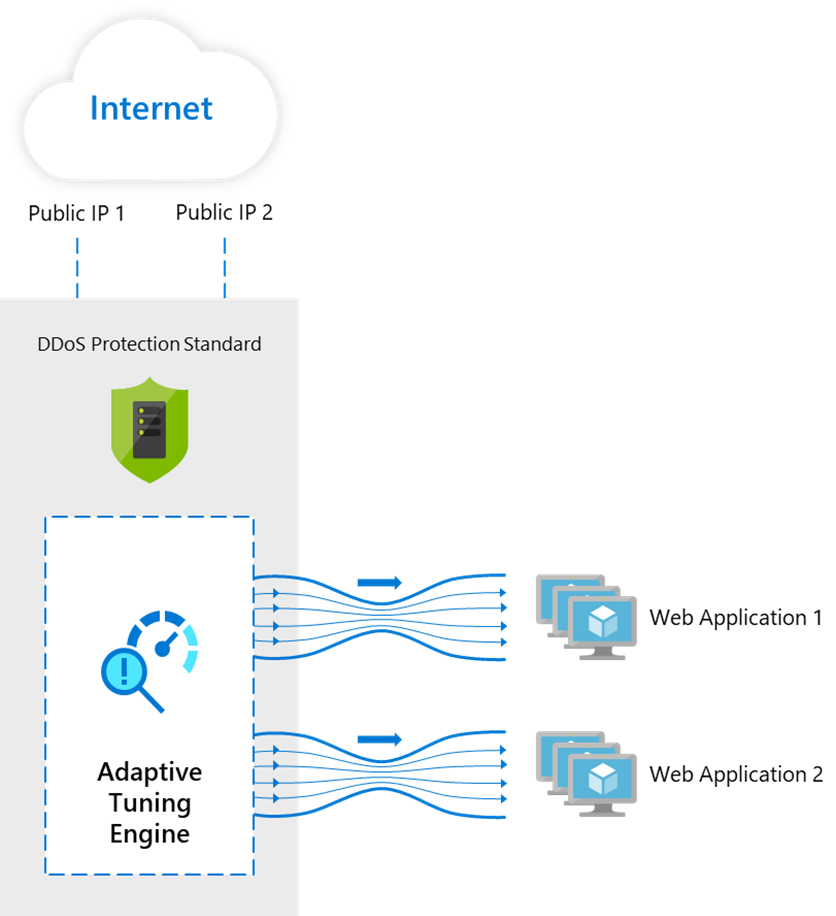 Internet
Public IP 1
Public IP 2
DDoS Protection Standard
Adaptive
Tuning
Engine
Web Application 1
Web Application 2